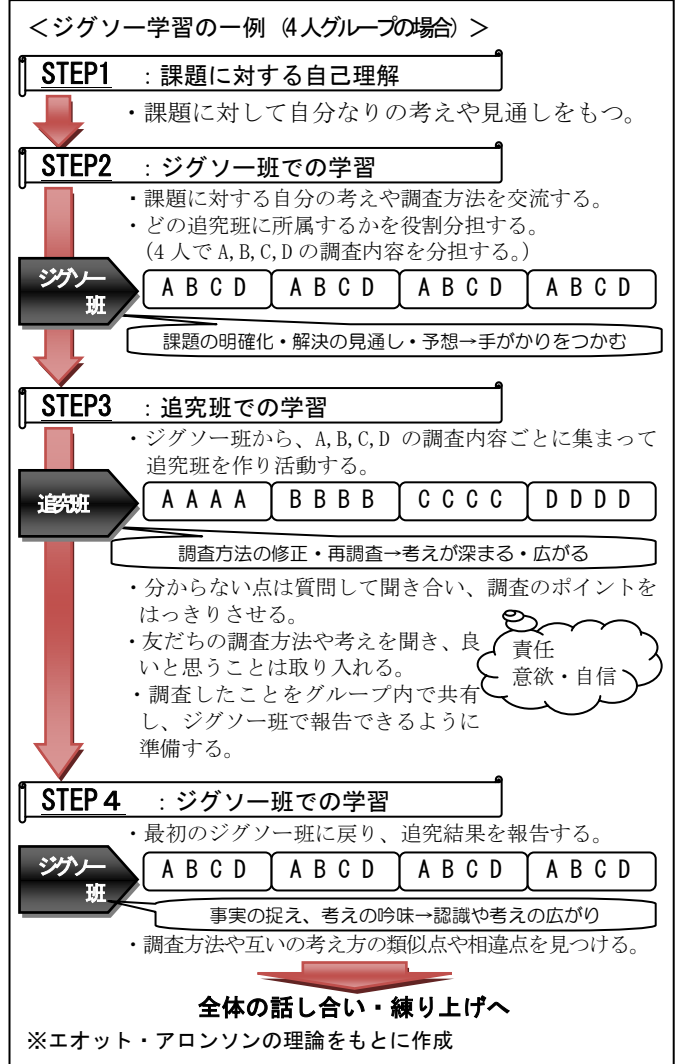 ＜ジグソー学習の一例（4人グループの場合）＞
STEP1 ：課題に対する自己理解
・課題に対して自分なりの考えや見通しをもつ。
STEP2 ：ジグソー班での学習
・課題に対する自分の考えや調査方法を交流する。
・どの追究班に所属するかを役割分担する。
（4人でA,B,C,Dの調査内容を分担する。）
ジグソー
班
A B C D　A B C D　A B C D　A B C D
課題の明確化・解決の見通し・予想→手がかりをつかむ
STEP3 ：追究班での学習
・ジグソー班から、A,B,C,D の調査内容ごとに集まって
追究班を作り活動する。
追究班
A A A A　B B B B　C C C C　D D D D
調査方法の修正・再調査→考えが深まる・広がる
・分からない点は質問して聞き合い、調査のポイントを
はっきりさせる。
・友だちの調査方法や考えを聞き、良
いと思うことは取り入れる。
・調査したことをグループ内で共有
し、ジグソー班で報告できるように
準備する。
責任
意欲・自信
STEP４ ：ジグソー班での学習
・最初のジグソー班に戻り、追究結果を報告する。
ジグソー
班
A B C D　A B C D　A B C D　A B C D
事実の捉え、考えの吟味→認識や考えの広がり
・調査方法や互いの考え方の類似点や相違点を見つける。
全体の話し合い・練り上げへ
※エオット・アロンソンの理論をもとに作成